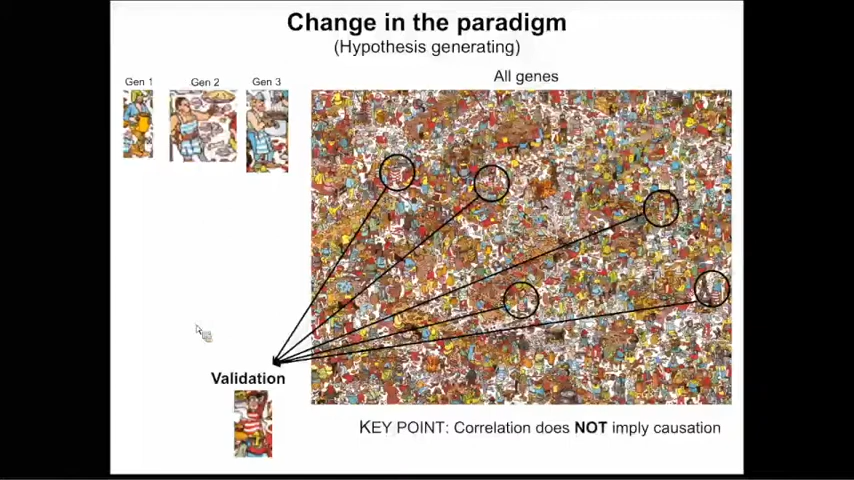 Change in the paradigm
(Hypothesis generating)
Gen 1
Gen 2
Gen 3
All genes
Validation
KEY POINT: Correlation does NOT imply causation